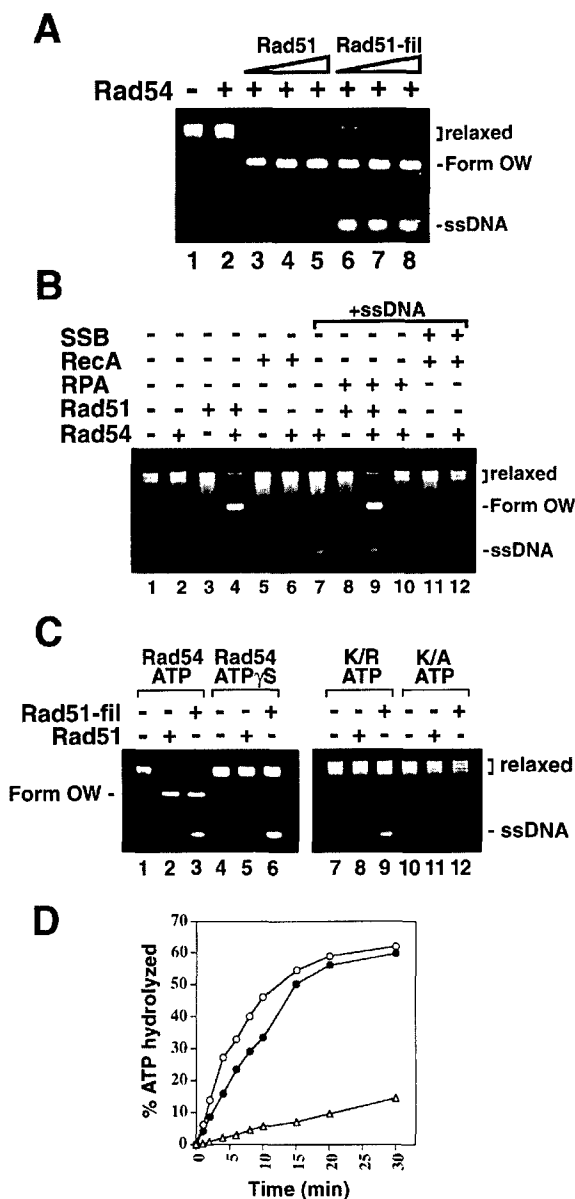 A
Rad51 Rad51-fil
Rad54 - + + + + + + +
]relaxed
-Form OW
-ssDNA
1 2 3 4 5 6 7 8
B
+ssDNA
SSB - - - - - - - - - - + +
RecA - - - - + + - - - - + +
RPA - - - - - - - + + + - -
Rad51 - - + + - - - + + - - -
Rad54 - + - + - + + - + + - +
]relaxed
-Form OW
-ssDNA
1 2 3 4 5 6 7 8 9 10 11 12
C
Rad54 ATP Rad54 ATPγS K/R ATP K/A ATP
Rad51-fil - - + - - + - - + - - +
Rad51 - + - - + - - + - - + -
] relaxed
Form OW -
- ssDNA
1 2 3 4 5 6 7 8 9 10 11 12
D
% ATP hydrolyzed
70
60
50
40
30
20
10
0
0 5 10 15 20 25 30
Time (min)